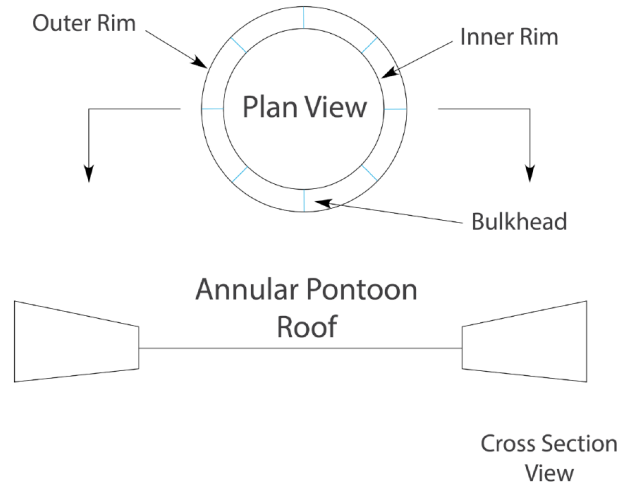 Outer Rim
Inner Rim
Plan View
Bulkhead
Annular Pontoon
Roof
Cross Section
View